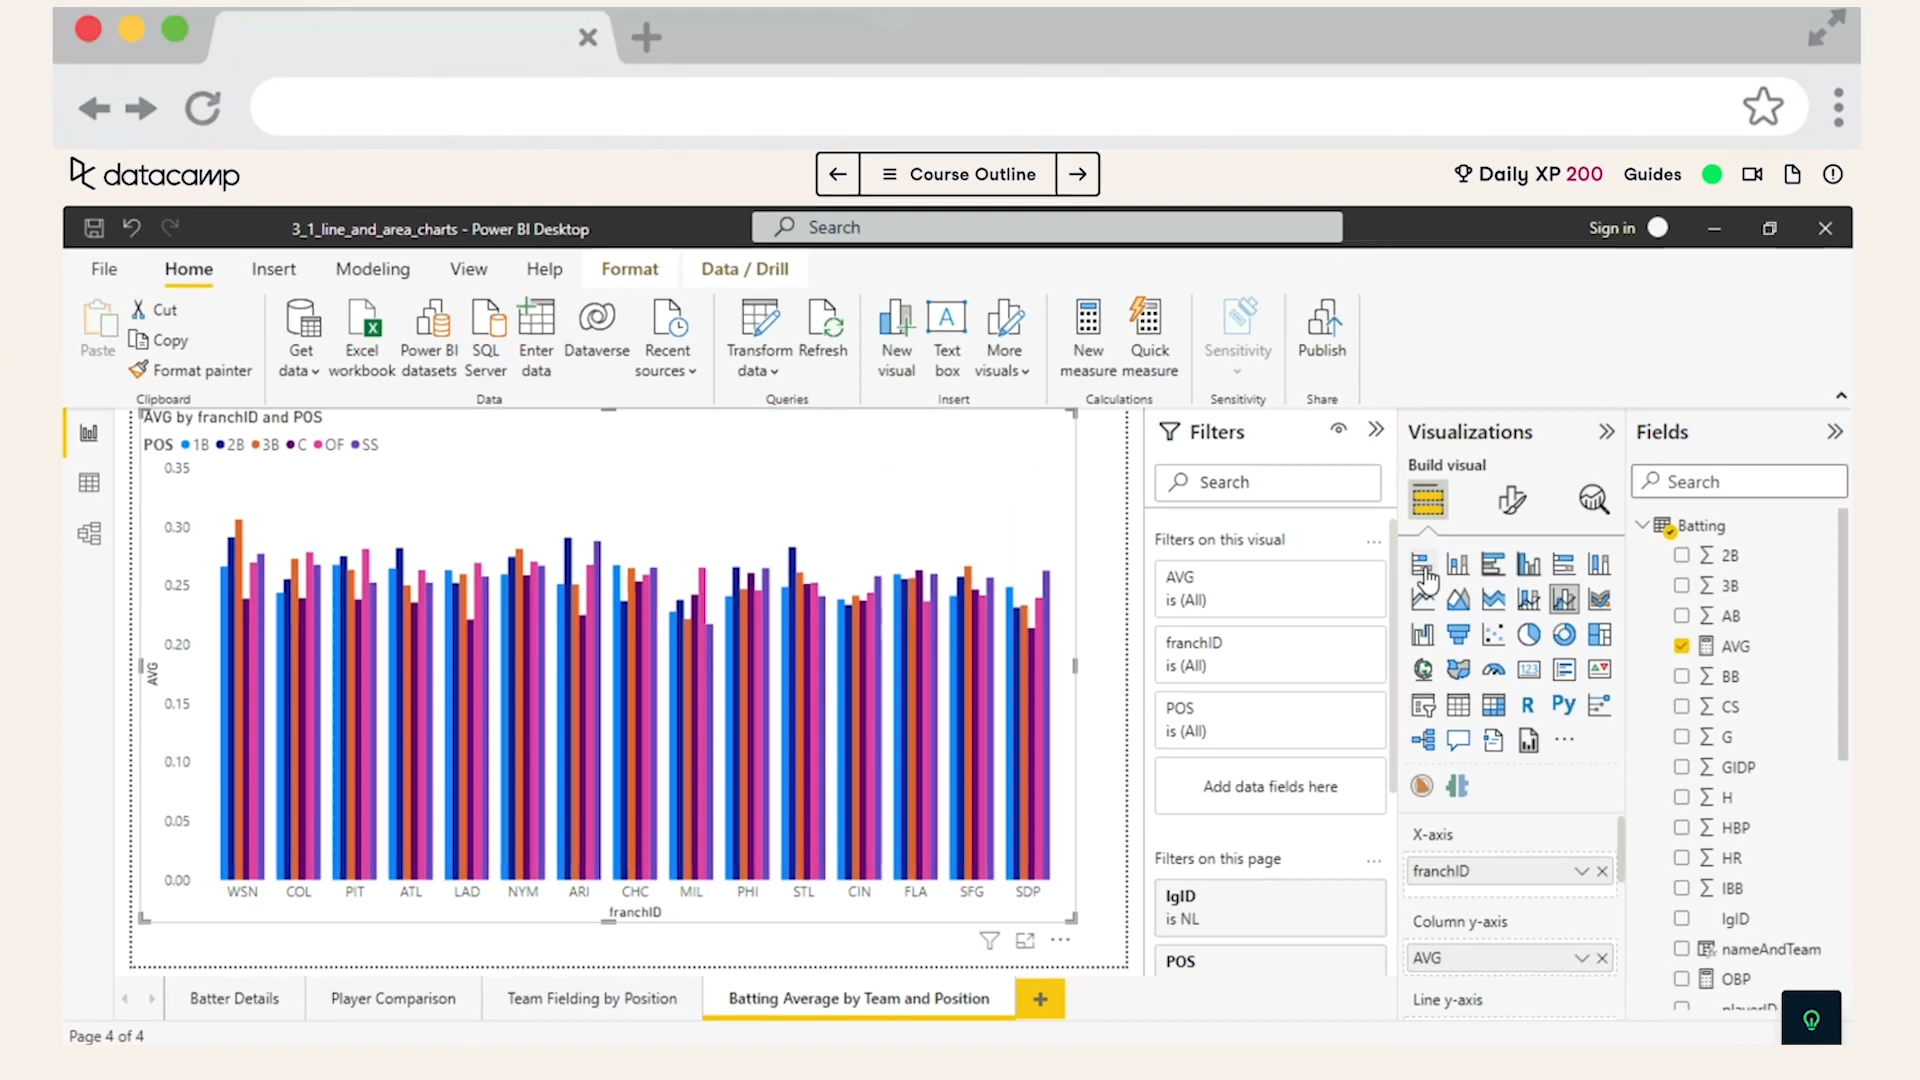 datacamp
Course Outline
Daily XP 200
Guides
3_1_line_and_area_charts - Power BI Desktop
Search
Sign in
File
Home
Insert
Modeling
View
Help
Format
Data / Drill
Paste
Cut
Copy
Format painter
Clipboard
Get data
Excel workbook
Power BI datasets
SQL Server
Enter data
Dataverse
Recent sources
Data
Transform data
Refresh
Queries
New visual
Text box
More visuals
Insert
New measure
Quick measure
Calculations
Sensitivity
Sensitivity
Publish
Share
AVG by franchID and POS
POS 1B 2B 3B C OF SS
0.35
0.30
0.25
0.20
0.15
0.10
0.05
0.00
AVG
WSN COL PIT ATL LAD NYM ARI CHC MIL PHI STL CIN FLA SFG SDP
franchID
Filters
Search
Filters on this visual
AVG
is (All)
franchID
is (All)
POS
is (All)
Add data fields here
Filters on this page
lgID
is NL
POS
Visualizations
Build visual
123
R
Py
X-axis
franchID
Column y-axis
AVG
Line y-axis
Fields
Search
Batting
2B
3B
AB
AVG
BB
CS
G
GIDP
H
HBP
HR
IBB
lgID
nameAndTeam
OBP
playerID
Batter Details
Player Comparison
Team Fielding by Position
Batting Average by Team and Position
Page 4 of 4